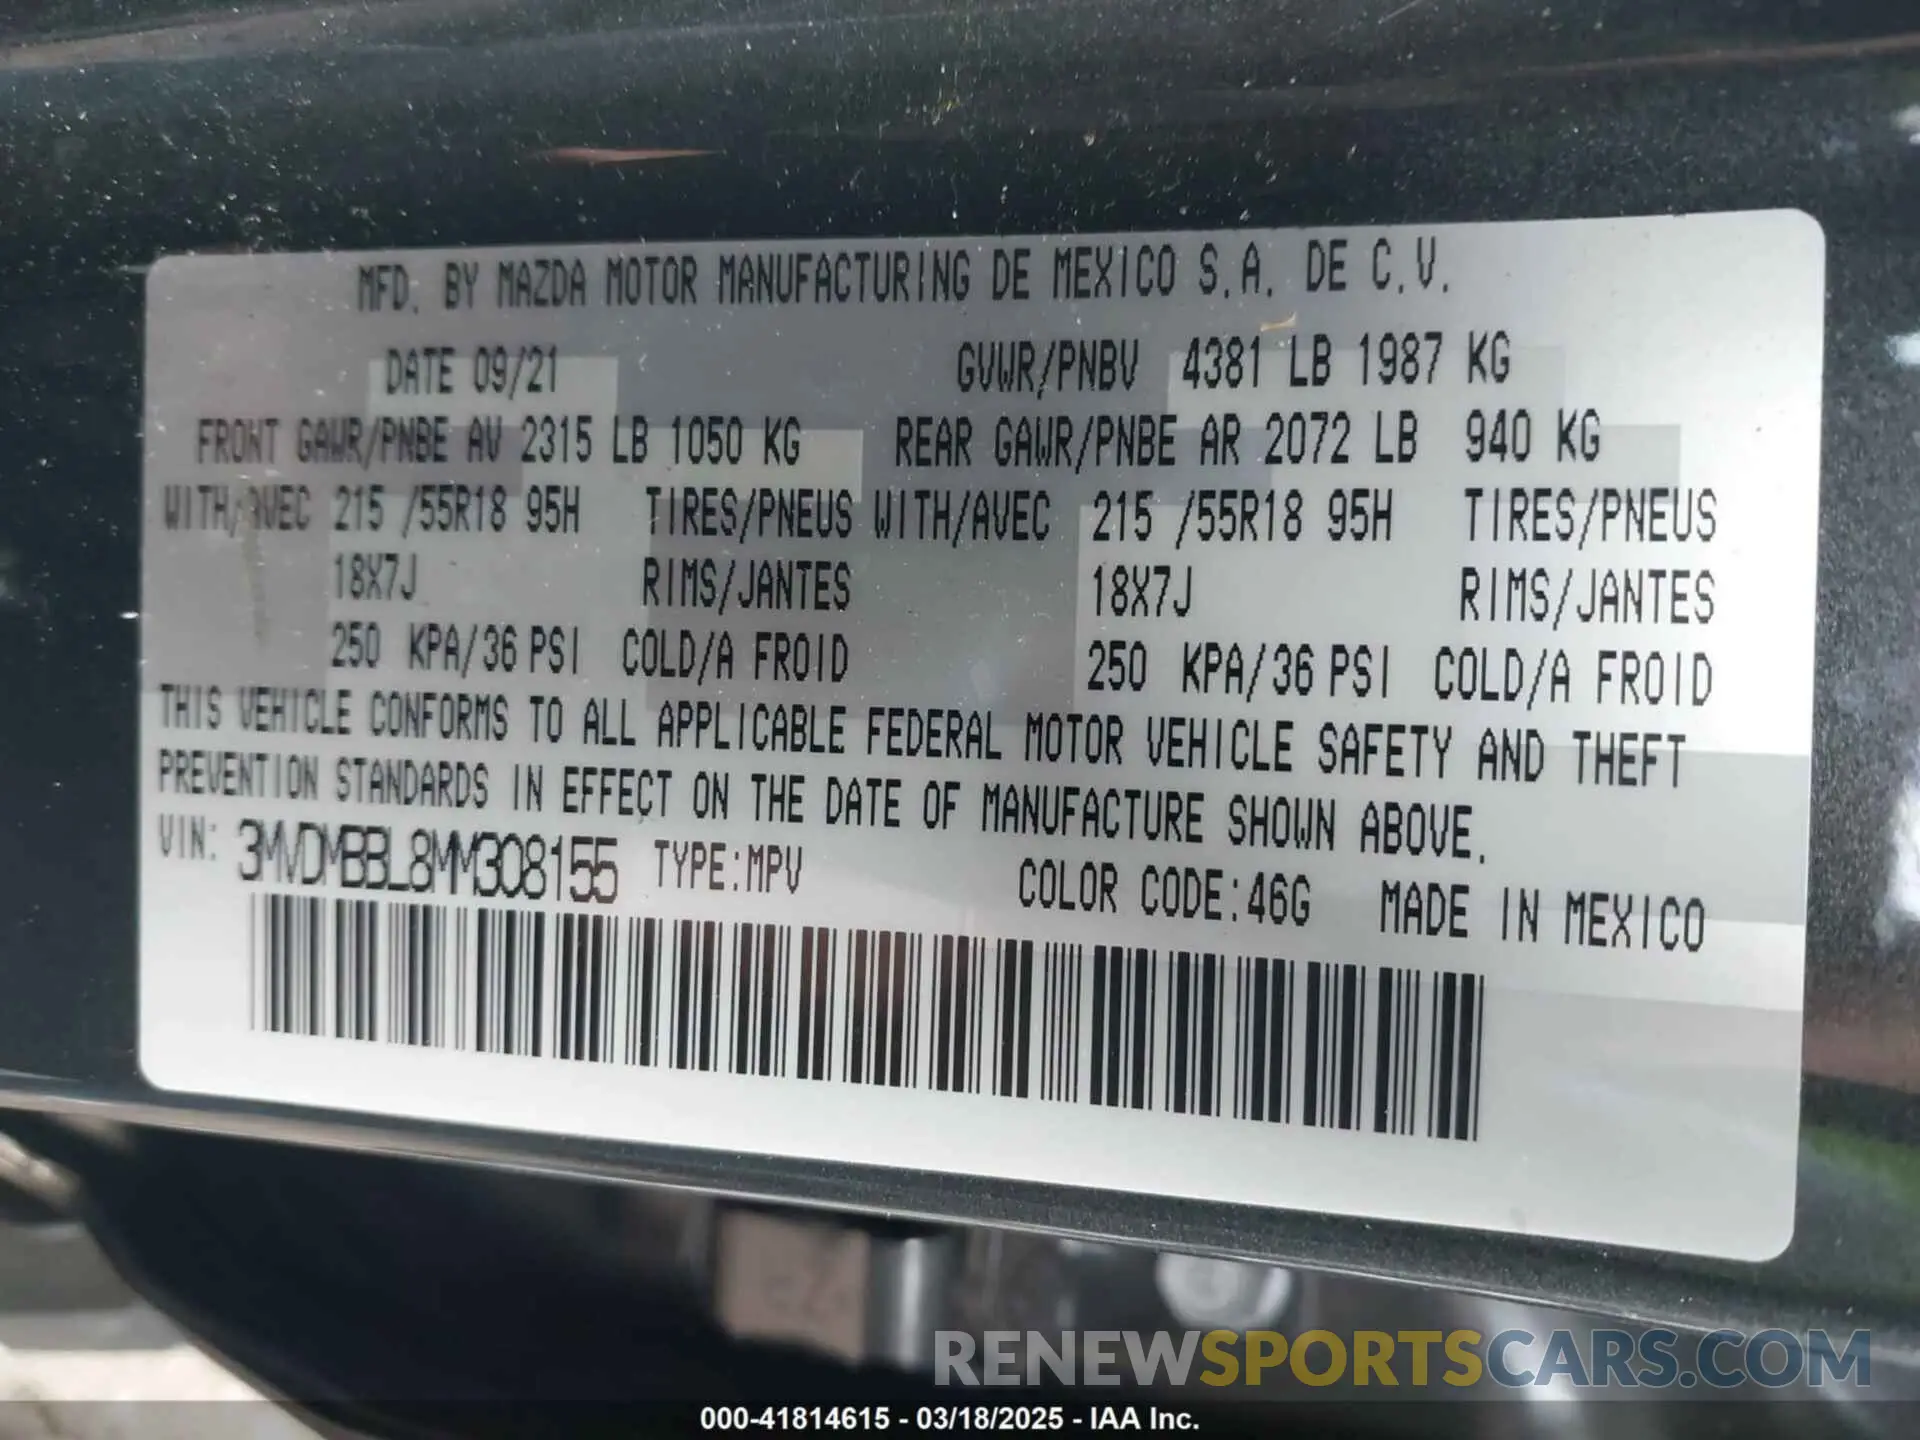 MFD. BY MAZDA MOTOR MANUFACTURING DE MEXICO S.A. DE C.V.
DATE 09/21 GVWR/PNBV 4381 LB 1987 KG
FRONT GAWR/PNBE AV 2315 LB 1050 KG REAR GAWR/PNBE AR 2072 LB 940 KG
WITH/AVEC 215 /55R18 95H TIRES/PNEUS WITH/AVEC 215 /55R18 95H TIRES/PNEUS
18X7J RIMS/JANTES 18X7J RIMS/JANTES
250 KPA/36 PSI COLD/A FROID 250 KPA/36 PSI COLD/A FROID
THIS VEHICLE CONFORMS TO ALL APPLICABLE FEDERAL MOTOR VEHICLE SAFETY AND THEFT
PREVENTION STANDARDS IN EFFECT ON THE DATE OF MANUFACTURE SHOWN ABOVE.
VIN: 3MVDMBBL8MM308155 TYPE:MPV COLOR CODE:46G MADE IN MEXICO
RENEWSPORTSCARS.COM
000-41814615 - 03/18/2025 - IAA Inc.